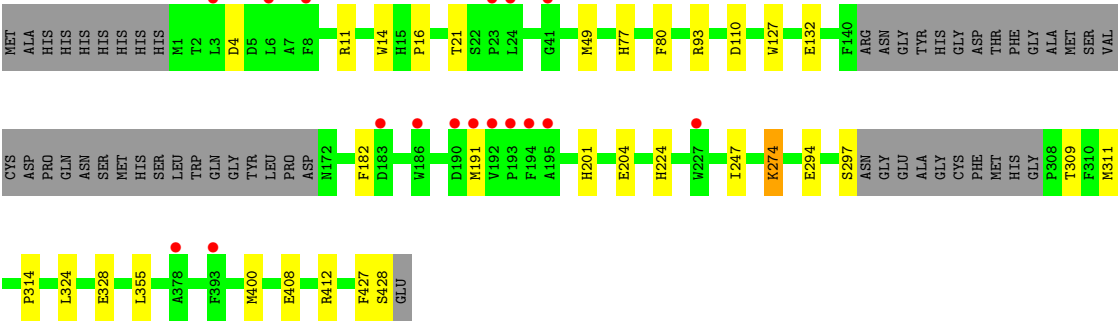 MET ALA HIS HIS HIS HIS HIS HIS HIS M1 T2 L3 D4 D5 L6 A7 F8 R11 W14 H15 P16 T21 S22 P23 L24 G41 M49 H77 F80 R93 D110 W127 E132 F140 ARG ASN GLY TYR HIS GLY ASP THR PHE GLY ALA MET SER VAL
CYS ASP PRO GLN ASN SER MET HIS SER LEU TRP GLN GLY TYR LEU PRO ASP N172 F182 D183 W186 D190 M191 V192 P193 F194 A195 H201 E204 H224 W227 I247 K274 E294 S297 ASN GLY GLU ALA GLY CYS PHE MET HIS GLY P308 T309 F310 M311
P314 L324 E328 L355 A378 F393 M400 E408 R412 F427 S428 GLU